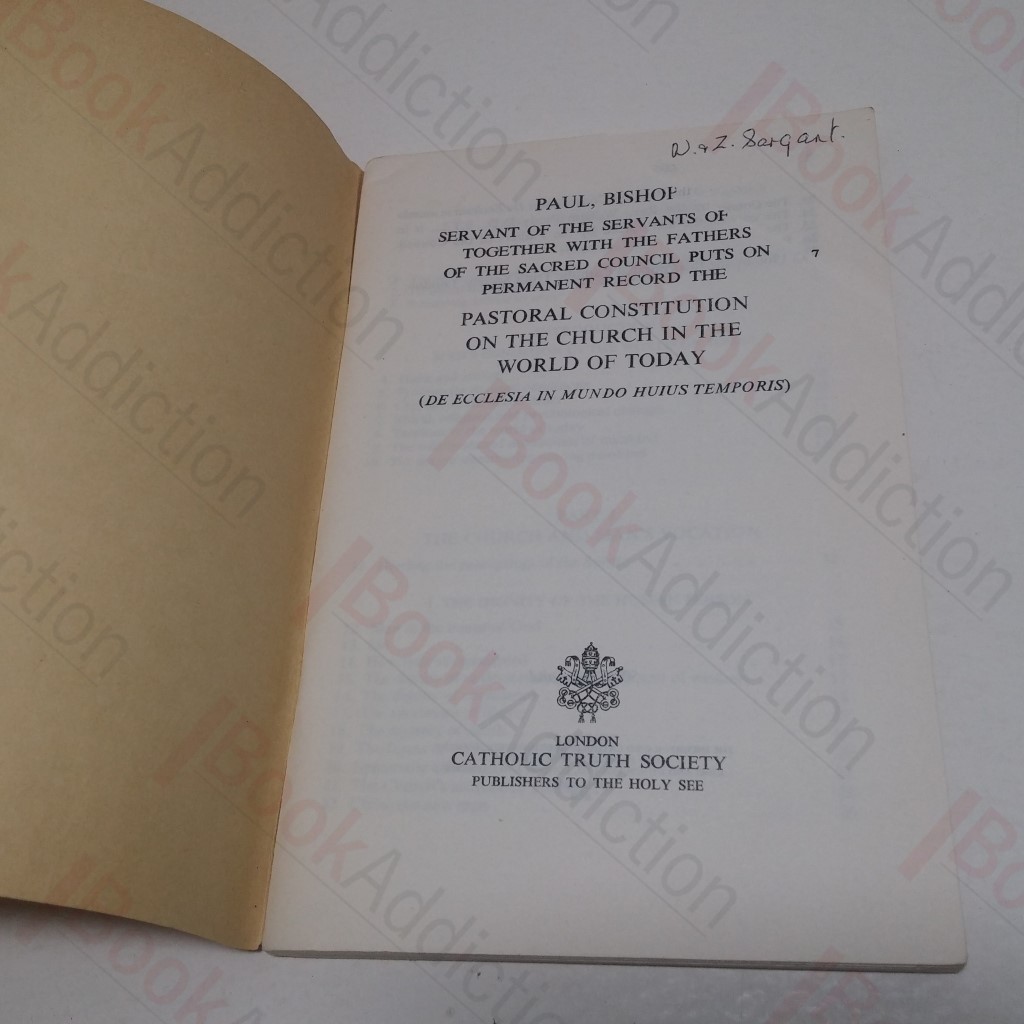 N. & Z. Sargant.
PAUL, BISHOP
SERVANT OF THE SERVANTS OF
TOGETHER WITH THE FATHERS
OF THE SACRED COUNCIL PUTS ON
7
PERMANENT RECORD THE
PASTORAL CONSTITUTION
ON THE CHURCH IN THE
WORLD OF TODAY
(DE ECCLESIA IN MUNDO HUIUS TEMPORIS)
LONDON
CATHOLIC TRUTH SOCIETY
PUBLISHERS TO THE HOLY SEE
BookAddiction